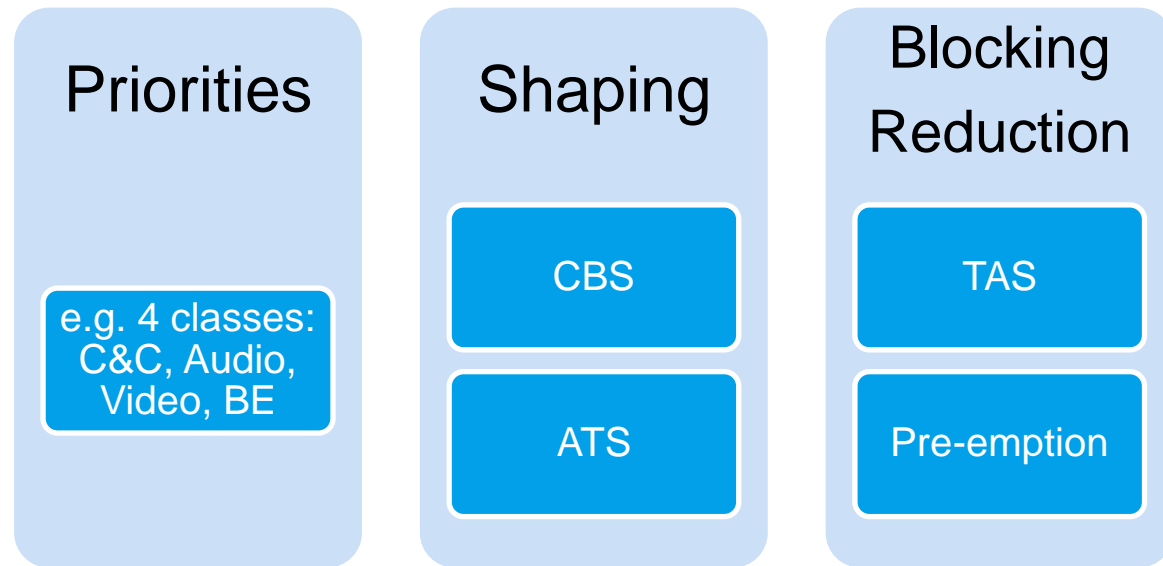 Priorities
e.g. 4 classes:
C&C, Audio,
Video, BE
Shaping
CBS
ATS
Blocking
Reduction
TAS
Pre-emption